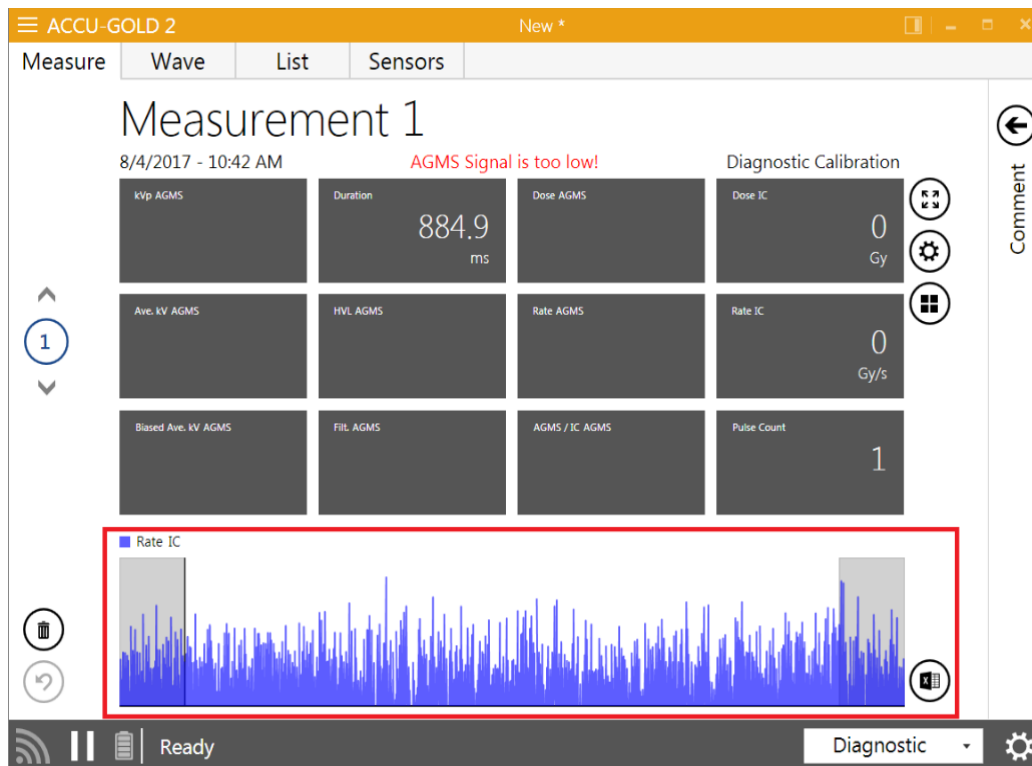 ACCU-GOLD 2 New *
Measure Wave List Sensors
Measurement 1
8/4/2017 - 10:42 AM AGMS Signal is too low! Diagnostic Calibration
Comment
kVp AGMS
Duration
884.9
ms
Dose AGMS
Dose IC
0
Gy
1
Ave. kV AGMS
HVL AGMS
Rate AGMS
Rate IC
0
Gy/s
Biased Ave. kV AGMS
Filt. AGMS
AGMS / IC AGMS
Pulse Count
1
Rate IC
Ready Diagnostic